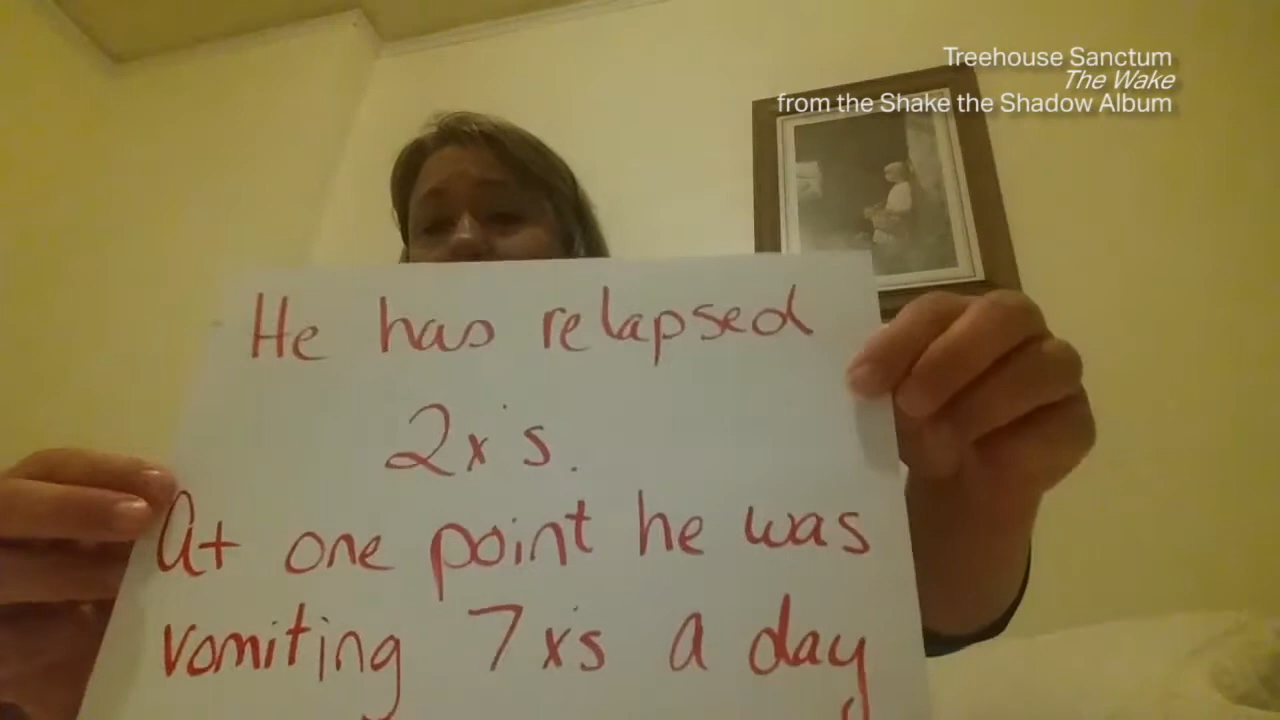 Treehouse Sanctum
The Wake
from the Shake the Shadow Album
He has relapsed
2x's.
At one point he was
vomiting 7x's a day